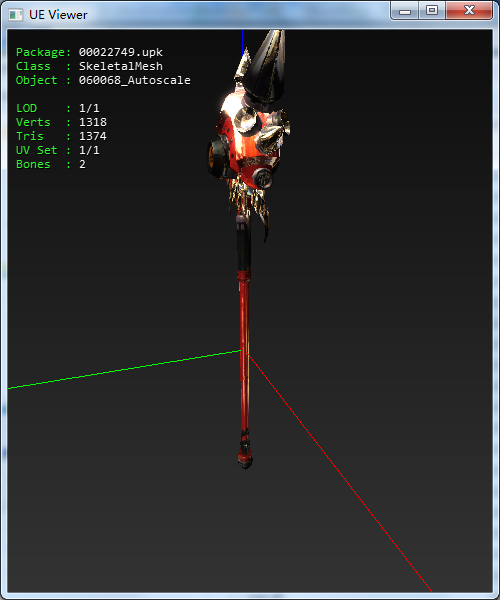 UE Viewer
Package: 00022749.upk
Class : SkeletalMesh
Object : 060068_Autoscale
LOD : 1/1
Verts : 1318
Tris : 1374
UV Set : 1/1
Bones : 2